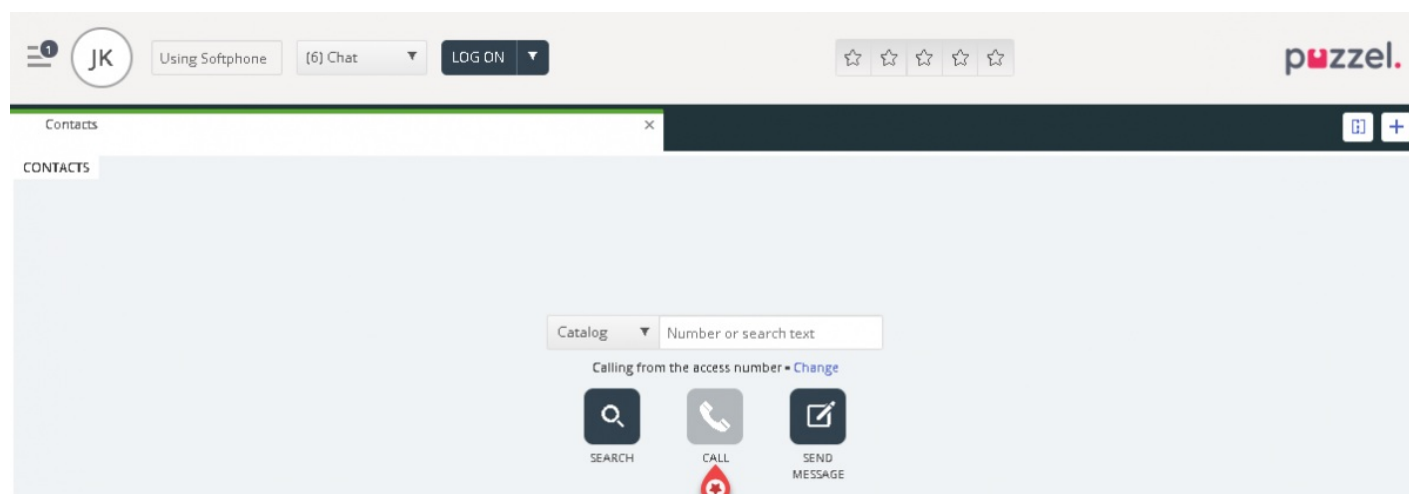 1
JK
Using Softphone
(6) Chat
LOG ON
puzzel.
Contacts
CONTACTS
Catalog
Number or search text
Calling from the access number - Change
SEARCH
CALL
SEND
MESSAGE